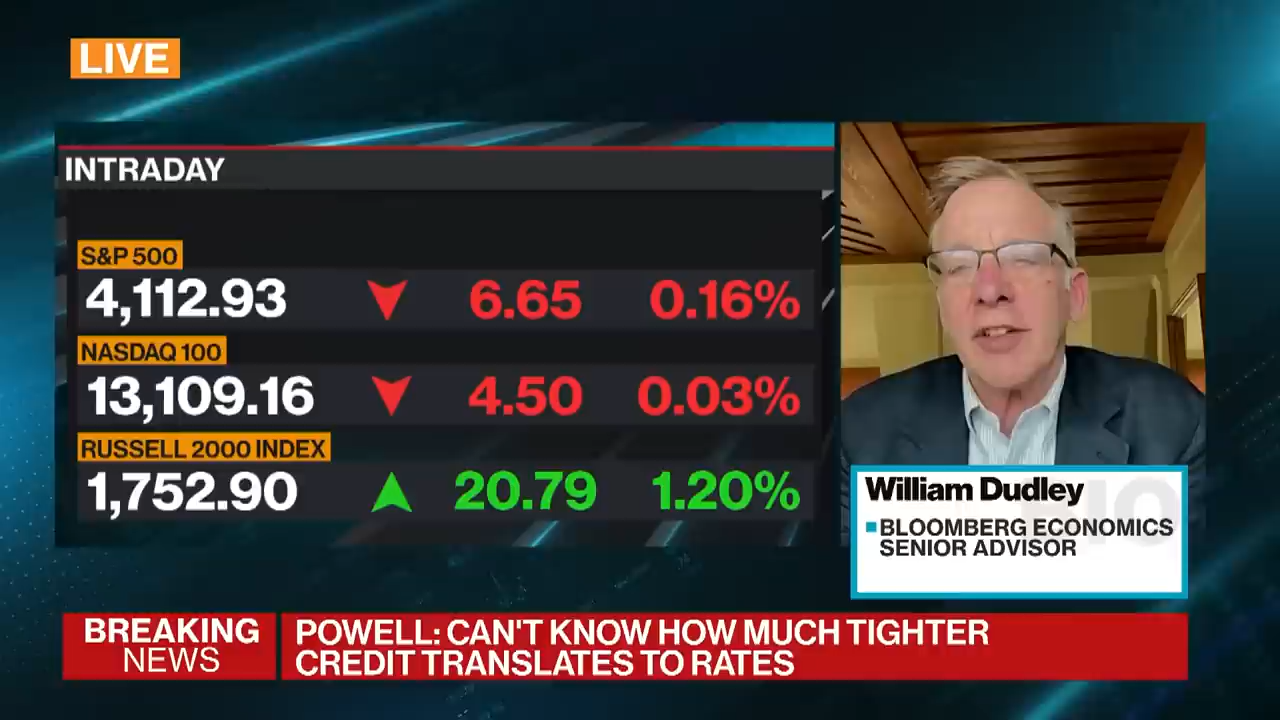 LIVE
INTRADAY
S&P 500
4,112.93 ▼ 6.65 0.16%
NASDAQ 100
13,109.16 ▼ 4.50 0.03%
RUSSELL 2000 INDEX
1,752.90 ▲ 20.79 1.20%
William Dudley
BLOOMBERG ECONOMICS
SENIOR ADVISOR
BREAKING
NEWS
POWELL: CAN'T KNOW HOW MUCH TIGHTER
CREDIT TRANSLATES TO RATES